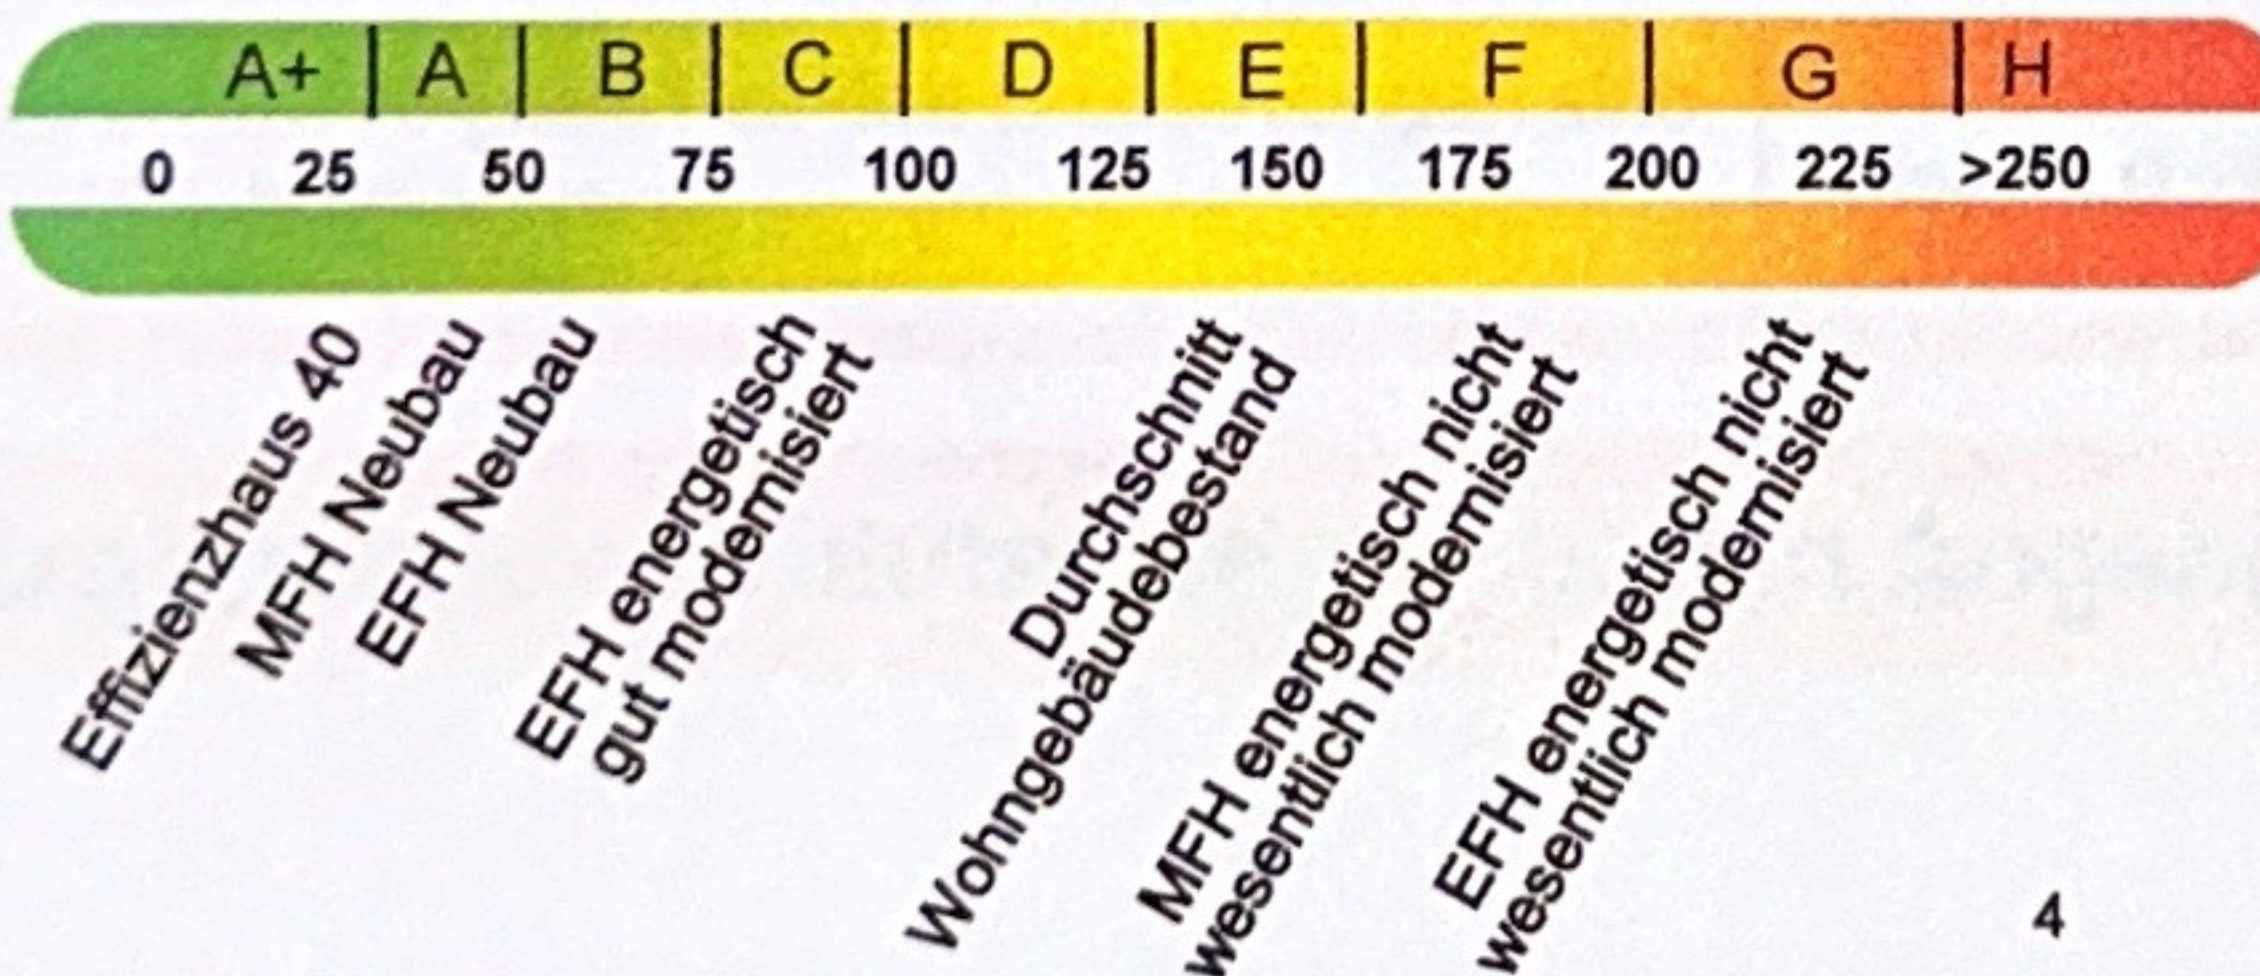 A+ | A | B | C | D | E | F | G | H
0 25 50 75 100 125 150 175 200 225 >250
Effizienzhaus 40
MFH Neubau
EFH Neubau
EFH energetisch
gut modernisiert
Durchschnitt
Wohngebäudebestand
MFH energetisch nicht
wesentlich modernisiert
EFH energetisch nicht
wesentlich modernisiert
4